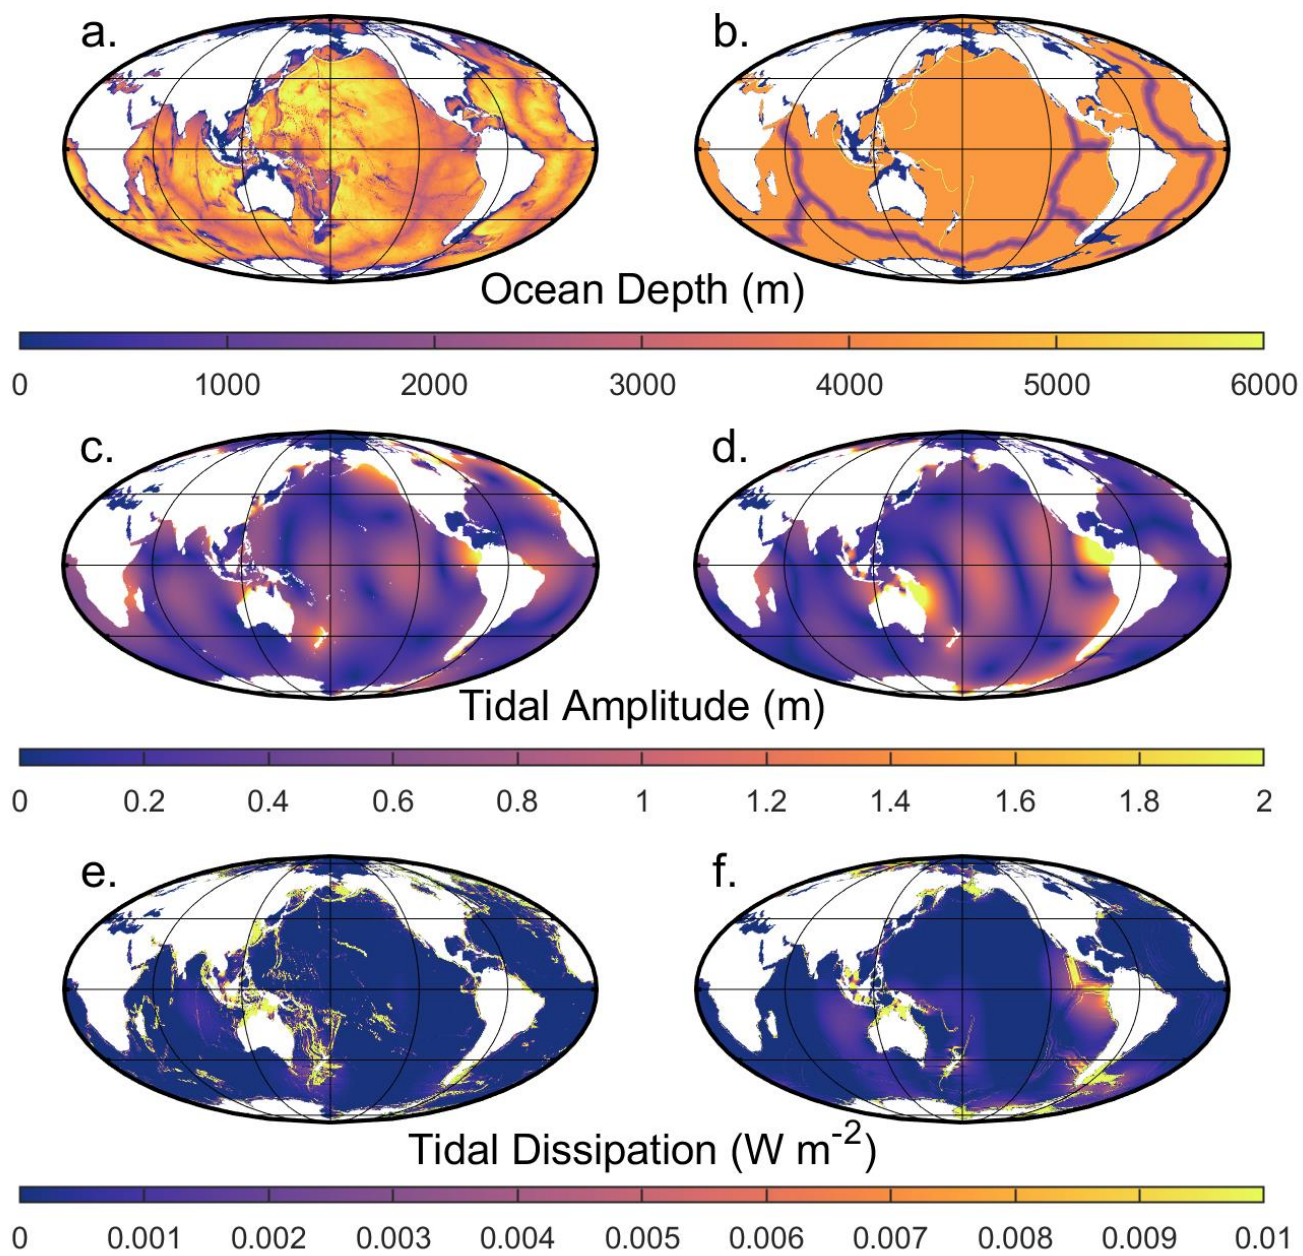 a. b.
Ocean Depth (m)
0 1000 2000 3000 4000 5000 6000
c. d.
Tidal Amplitude (m)
0 0.2 0.4 0.6 0.8 1 1.2 1.4 1.6 1.8 2
e. f.
Tidal Dissipation (W m⁻²)
0 0.001 0.002 0.003 0.004 0.005 0.006 0.007 0.008 0.009 0.01